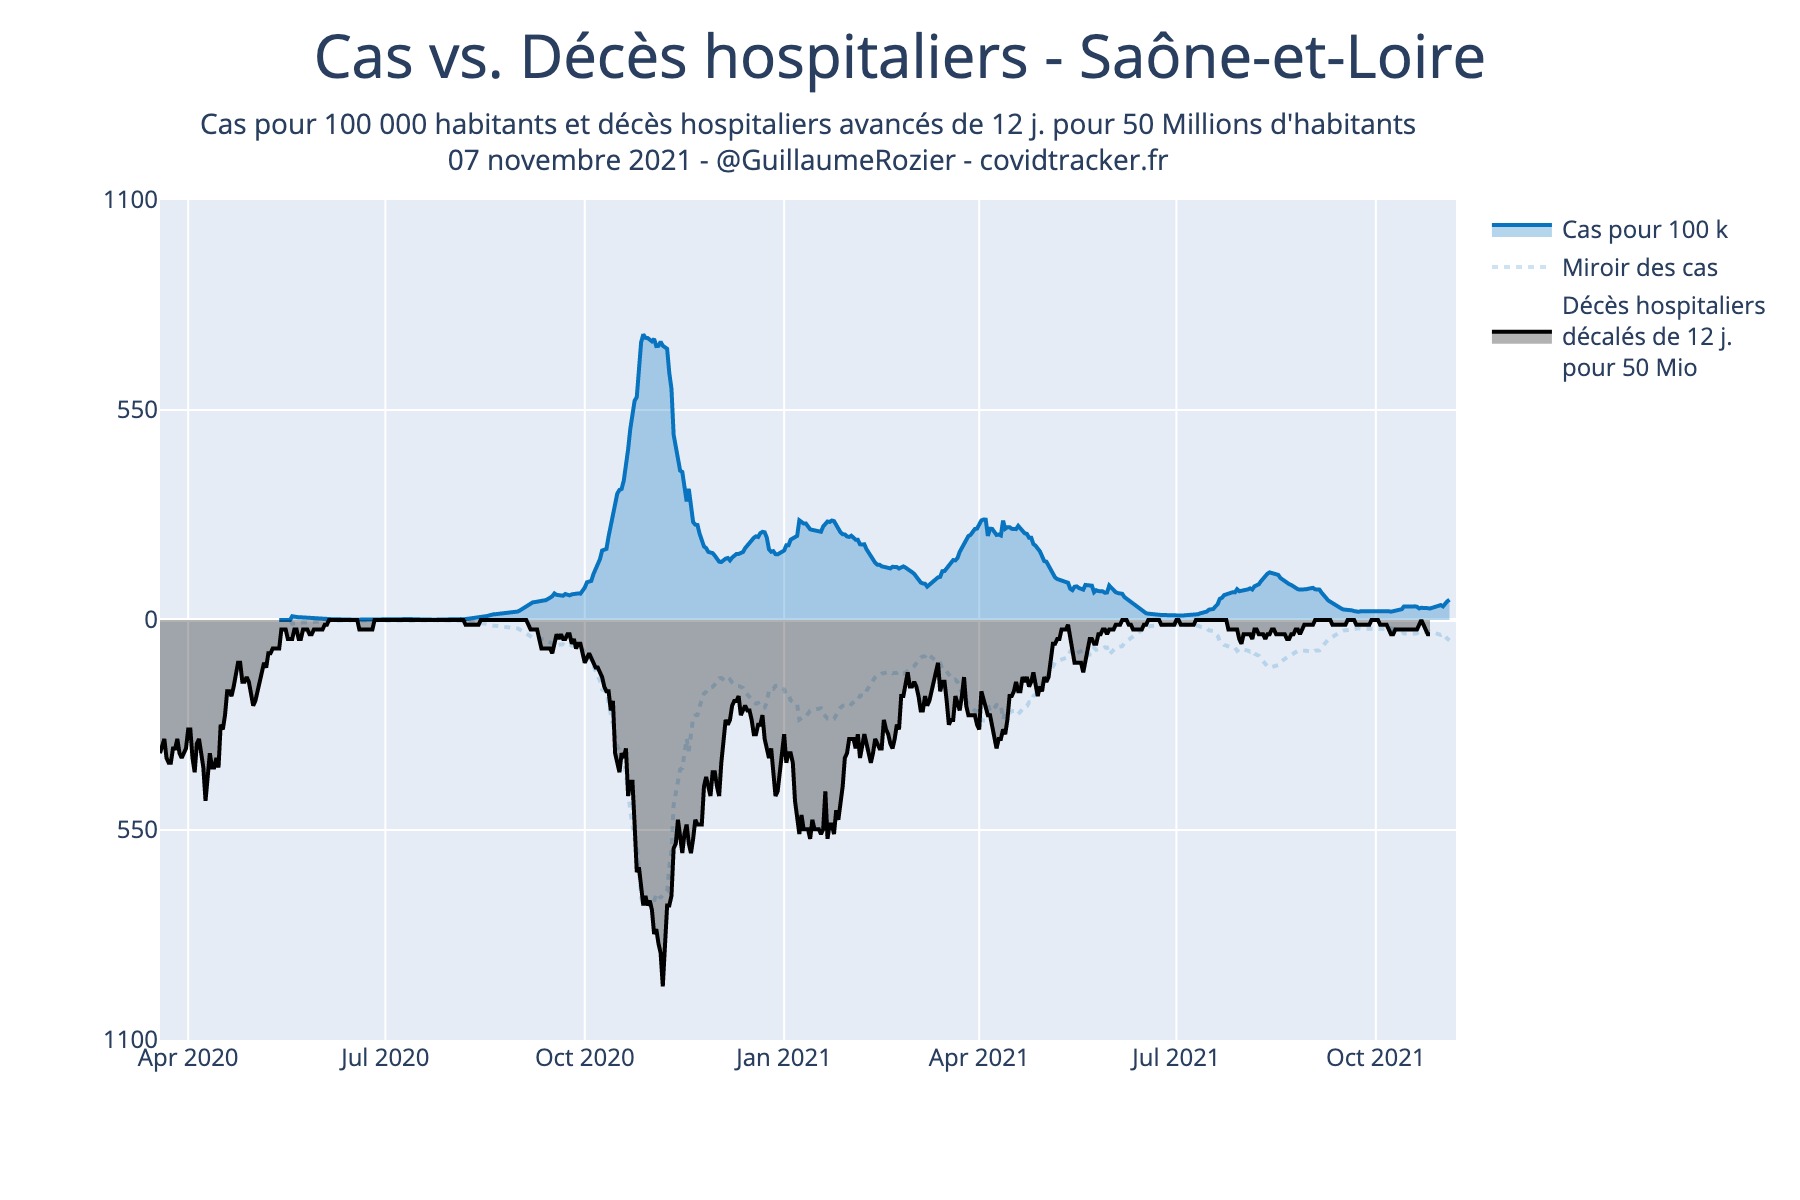 Cas vs. Décès hospitaliers - Saône-et-Loire
Cas pour 100 000 habitants et décès hospitaliers avancés de 12 j. pour 50 Millions d'habitants
07 novembre 2021 - @GuillaumeRozier - covidtracker.fr
1100
550
0
550
1100
Apr 2020
Jul 2020
Oct 2020
Jan 2021
Apr 2021
Jul 2021
Oct 2021
Cas pour 100 k
Miroir des cas
Décès hospitaliers
décalés de 12 j.
pour 50 Mio